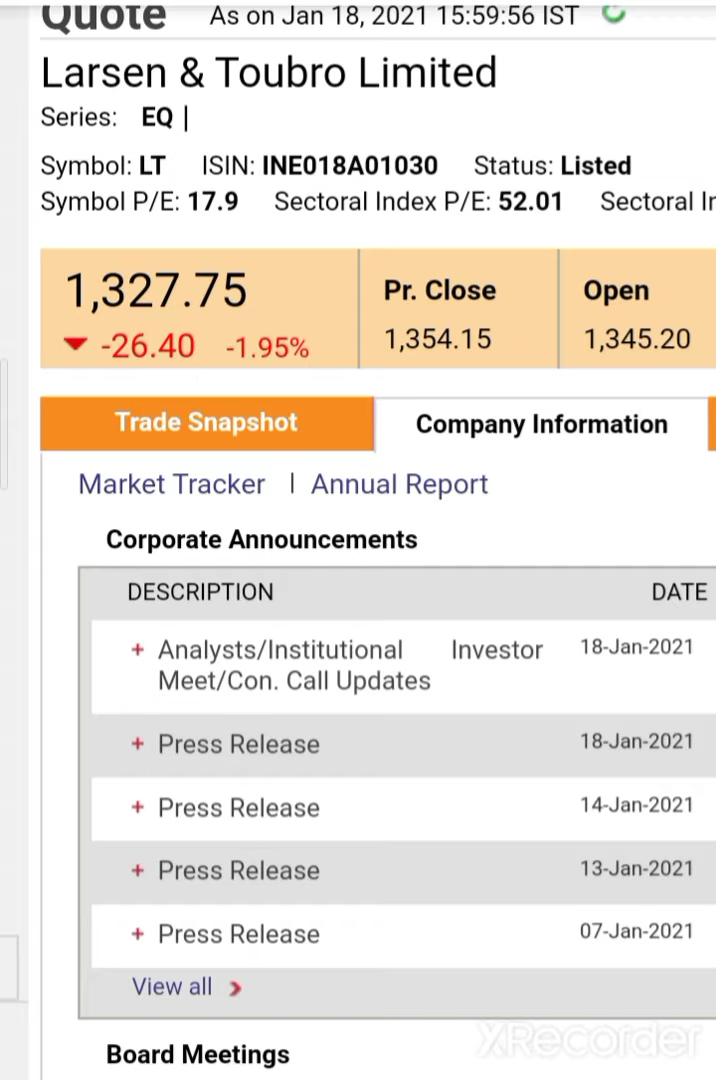 Quote As on Jan 18, 2021 15:59:56 IST
Larsen & Toubro Limited
Series: EQ |
Symbol: LT ISIN: INE018A01030 Status: Listed
Symbol P/E: 17.9 Sectoral Index P/E: 52.01 Sectoral
1,327.75 Pr. Close Open
-26.40 -1.95% 1,354.15 1,345.20
Trade Snapshot Company Information
Market Tracker | Annual Report
Corporate Announcements
DESCRIPTION DATE
+ Analysts/Institutional Investor 18-Jan-2021
Meet/Con. Call Updates
+ Press Release 18-Jan-2021
+ Press Release 14-Jan-2021
+ Press Release 13-Jan-2021
+ Press Release 07-Jan-2021
View all
XRecorder
Board Meetings